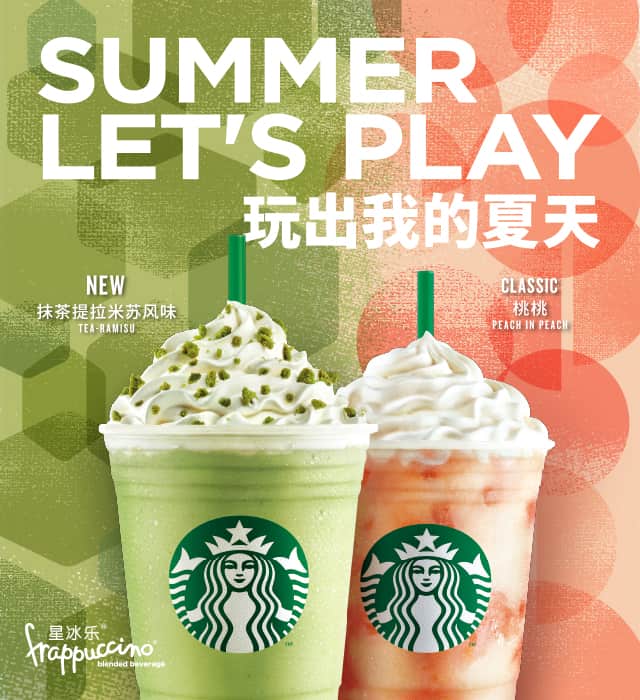 SUMMER
LET'S PLAY
玩出我的夏天
NEW
抹茶提拉米苏风味
TEA-RAMISU
CLASSIC
桃桃
PEACH IN PEACH
星冰乐®
frappuccino®
blended beverage